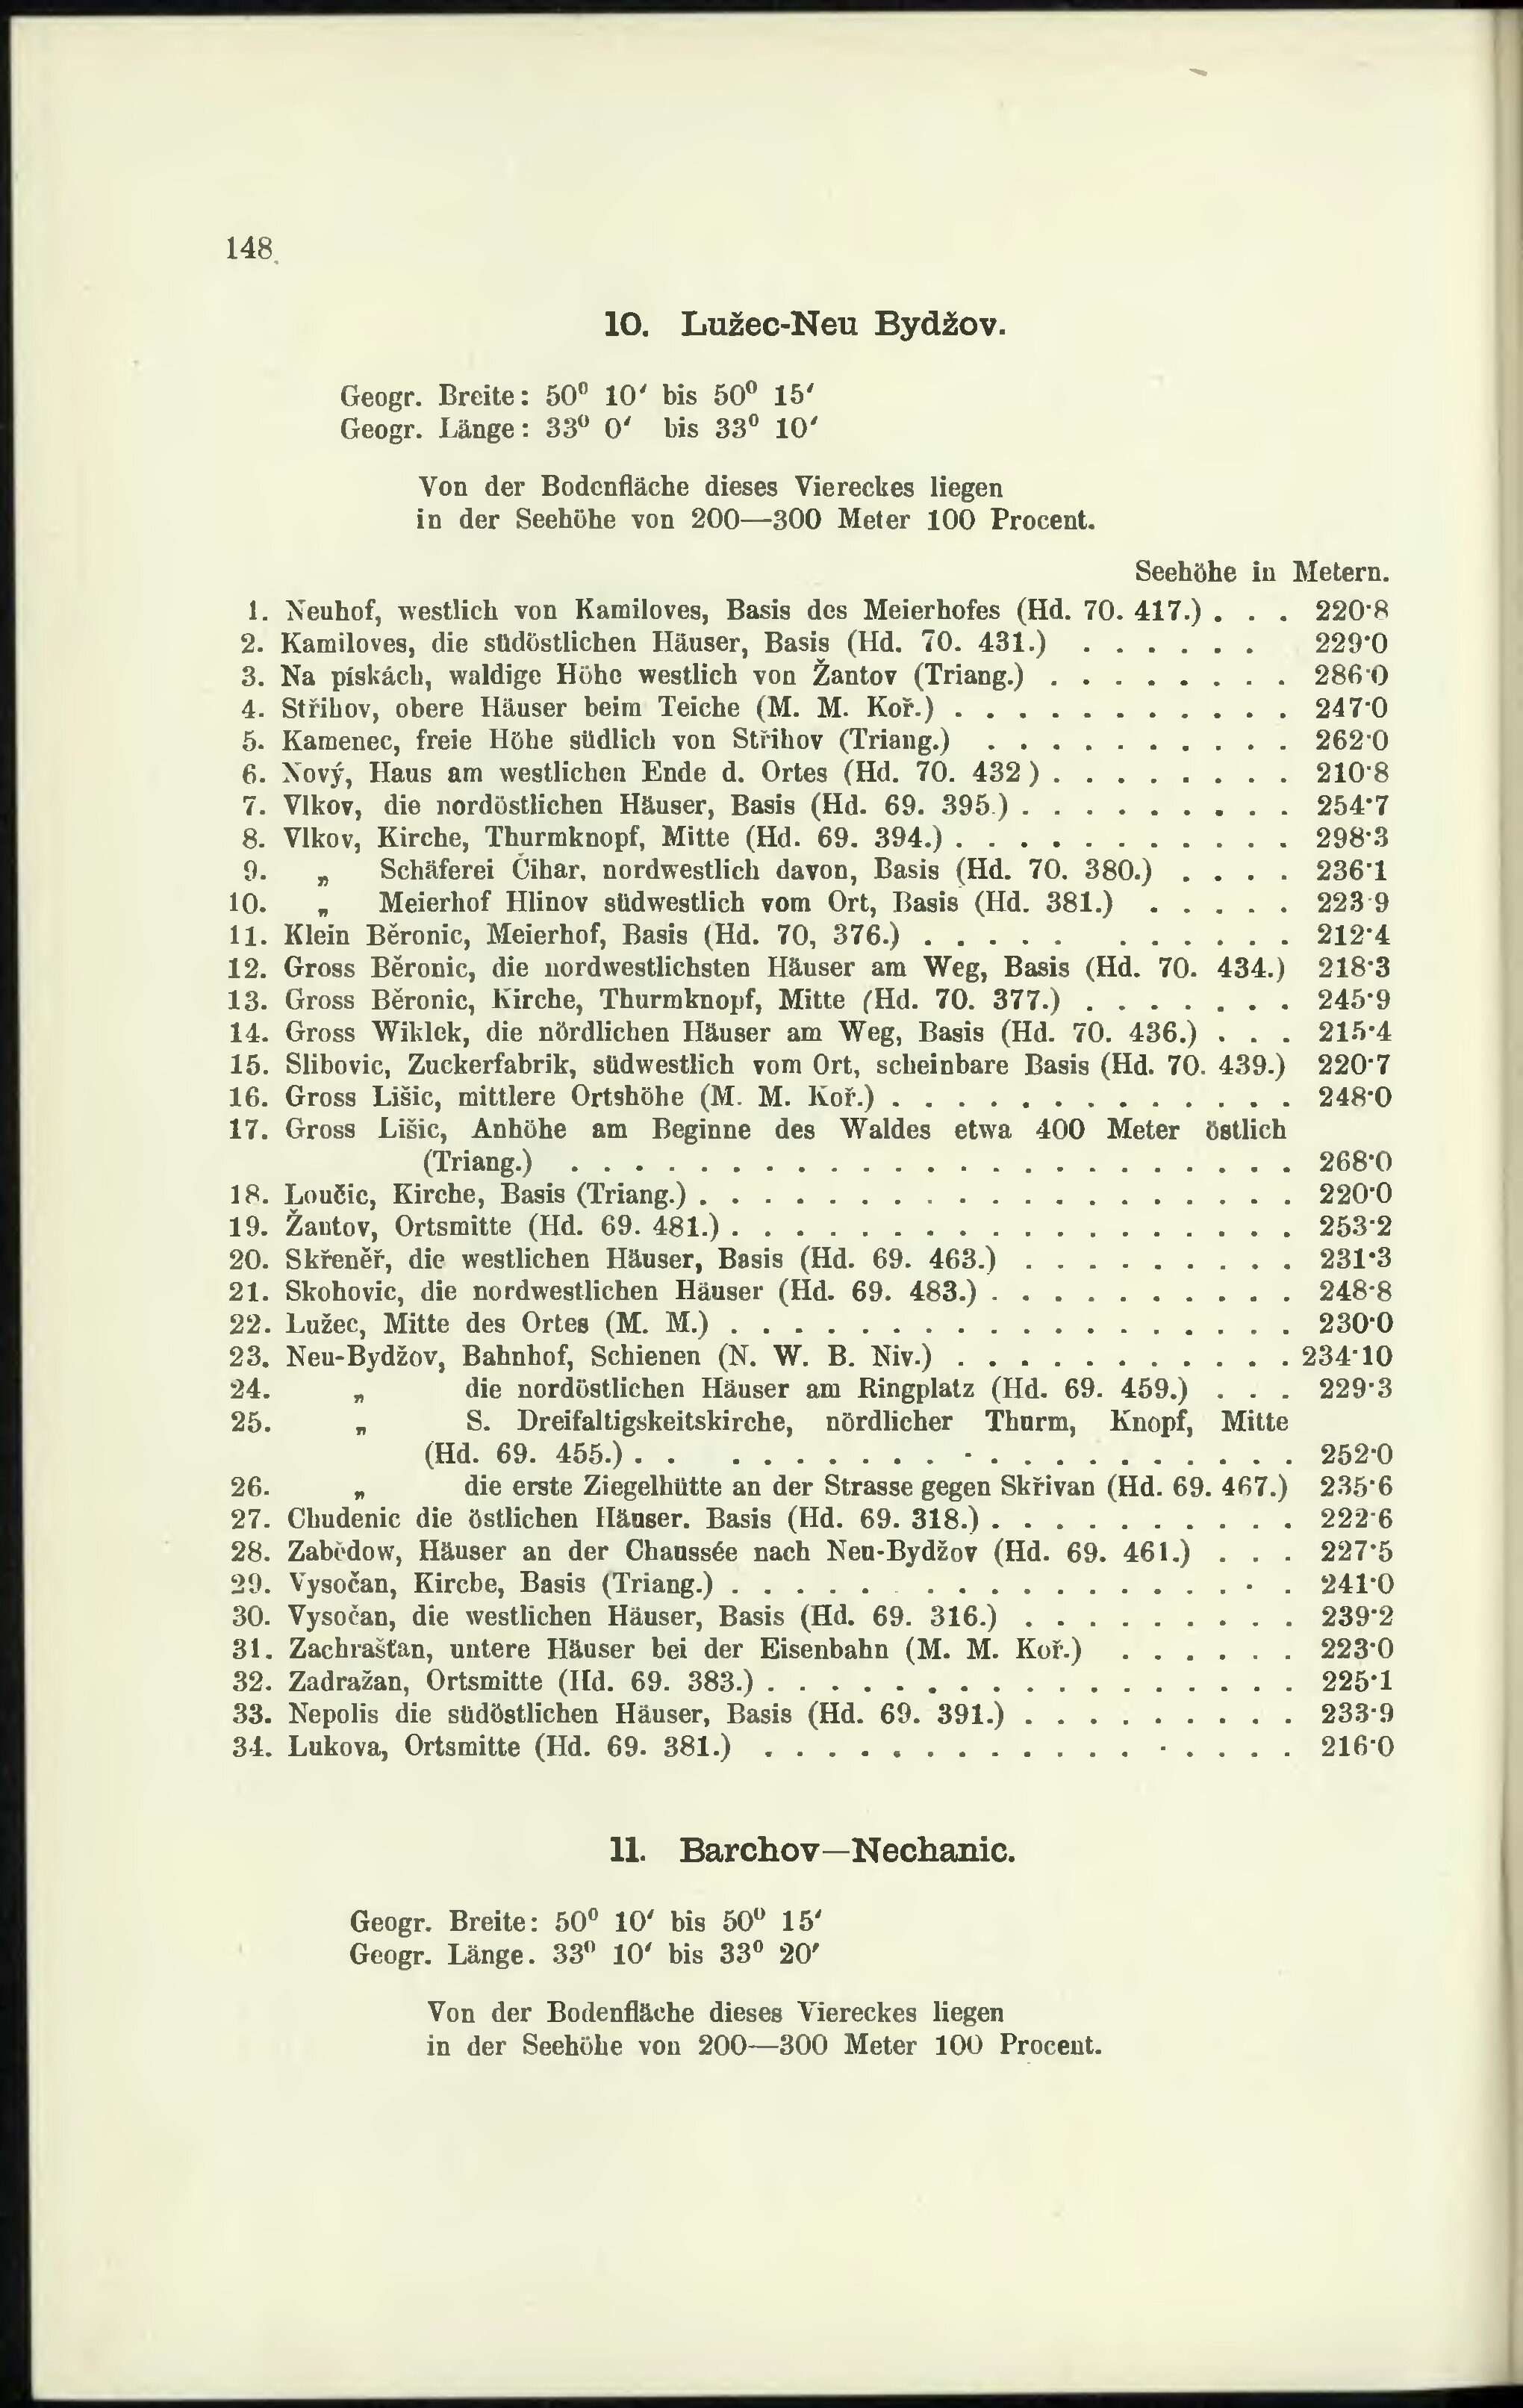 148
10. Lužec-Neu Bydžov.
Geogr. Breite: 50⁰ 10′ bis 50⁰ 15′
Geogr. Länge: 33⁰ 0′ bis 33⁰ 10′
Von der Bodenfläche dieses Viereckes liegen
in der Seehöhe von 200—300 Meter 100 Procent.
Seehöhe in Metern.
1. Neuhof, westlich von Kamiloves, Basis des Meierhofes (Hd. 70. 417.) . . . 220·8
2. Kamiloves, die südöstlichen Häuser, Basis (Hd. 70. 431.) . . . . . . 229·0
3. Na pískách, waldige Höhe westlich von Žantov (Triang.) . . . . . . . . 286·0
4. Střihov, obere Häuser beim Teiche (M. M. Koř.) . . . . . . . . . . . 247·0
5. Kamenec, freie Höhe südlich von Střihov (Triang.) . . . . . . . . . . 262·0
6. Nový, Haus am westlichen Ende d. Ortes (Hd. 70. 432) . . . . . . . . 210·8
7. Vlkov, die nordöstlichen Häuser, Basis (Hd. 69. 395.) . . . . . . . . . 254·7
8. Vlkov, Kirche, Thurmknopf, Mitte (Hd. 69. 394.) . . . . . . . . . . . 298·3
9. „ Schäferei Čihar, nordwestlich davon, Basis (Hd. 70. 380.) . . . . 236·1
10. „ Meierhof Hlinov südwestlich vom Ort, Basis (Hd. 381.) . . . . . 223·9
11. Klein Běronic, Meierhof, Basis (Hd. 70, 376.) . . . . . . . . . . . 212·4
12. Gross Běronic, die nordwestlichsten Häuser am Weg, Basis (Hd. 70. 434.) 218·3
13. Gross Běronic, Kirche, Thurmknopf, Mitte (Hd. 70. 377.) . . . . . . . 245·9
14. Gross Wiklek, die nördlichen Häuser am Weg, Basis (Hd. 70. 436.) . . . 215·4
15. Slibovic, Zuckerfabrik, südwestlich vom Ort, scheinbare Basis (Hd. 70. 439.) 220·7
16. Gross Lišic, mittlere Ortshöhe (M. M. Koř.) . . . . . . . . . . . . . 248·0
17. Gross Lišic, Anhöhe am Beginne des Waldes etwa 400 Meter östlich
(Triang.) . . . . . . . . . . . . . . . . . . . . . . . 268·0
18. Loučic, Kirche, Basis (Triang.) . . . . . . . . . . . . . . . . . . . 220·0
19. Žantov, Ortsmitte (Hd. 69. 481.) . . . . . . . . . . . . . . . . . . 253·2
20. Skřeněř, die westlichen Häuser, Basis (Hd. 69. 463.) . . . . . . . . . 231·3
21. Skohovic, die nordwestlichen Häuser (Hd. 69. 483.) . . . . . . . . . . 248·8
22. Lužec, Mitte des Ortes (M. M.) . . . . . . . . . . . . . . . . . . 230·0
23. Neu-Bydžov, Bahnhof, Schienen (N. W. B. Niv.) . . . . . . . . . . . 234·10
24. „ die nordöstlichen Häuser am Ringplatz (Hd. 69. 459.) . . . 229·3
25. „ S. Dreifaltigskeitskirche, nördlicher Thurm, Knopf, Mitte
(Hd. 69. 455.) . . . . . . . . . . . . . . . . . . . . 252·0
26. „ die erste Ziegelhütte an der Strasse gegen Skřivan (Hd. 69. 467.) 235·6
27. Chudenic die östlichen Häuser. Basis (Hd. 69. 318.) . . . . . . . . . . 222·6
28. Zabědow, Häuser an der Chaussée nach Neu-Bydžov (Hd. 69. 461.) . . . 227·5
29. Vysočan, Kirche, Basis (Triang.) . . . . . . . . . . . . . . . . . . 241·0
30. Vysočan, die westlichen Häuser, Basis (Hd. 69. 316.) . . . . . . . . . 239·2
31. Zachrašťan, untere Häuser bei der Eisenbahn (M. M. Koř.) . . . . . . 223·0
32. Zadražan, Ortsmitte (Hd. 69. 383.) . . . . . . . . . . . . . . . . . 225·1
33. Nepolis die südöstlichen Häuser, Basis (Hd. 69. 391.) . . . . . . . . . 233·9
34. Lukova, Ortsmitte (Hd. 69. 381.) . . . . . . . . . . . . . . . . . 216·0
11. Barchov—Nechanic.
Geogr. Breite: 50⁰ 10′ bis 50⁰ 15′
Geogr. Länge. 33⁰ 10′ bis 33⁰ 20′
Von der Bodenfläche dieses Viereckes liegen
in der Seehöhe von 200—300 Meter 100 Procent.